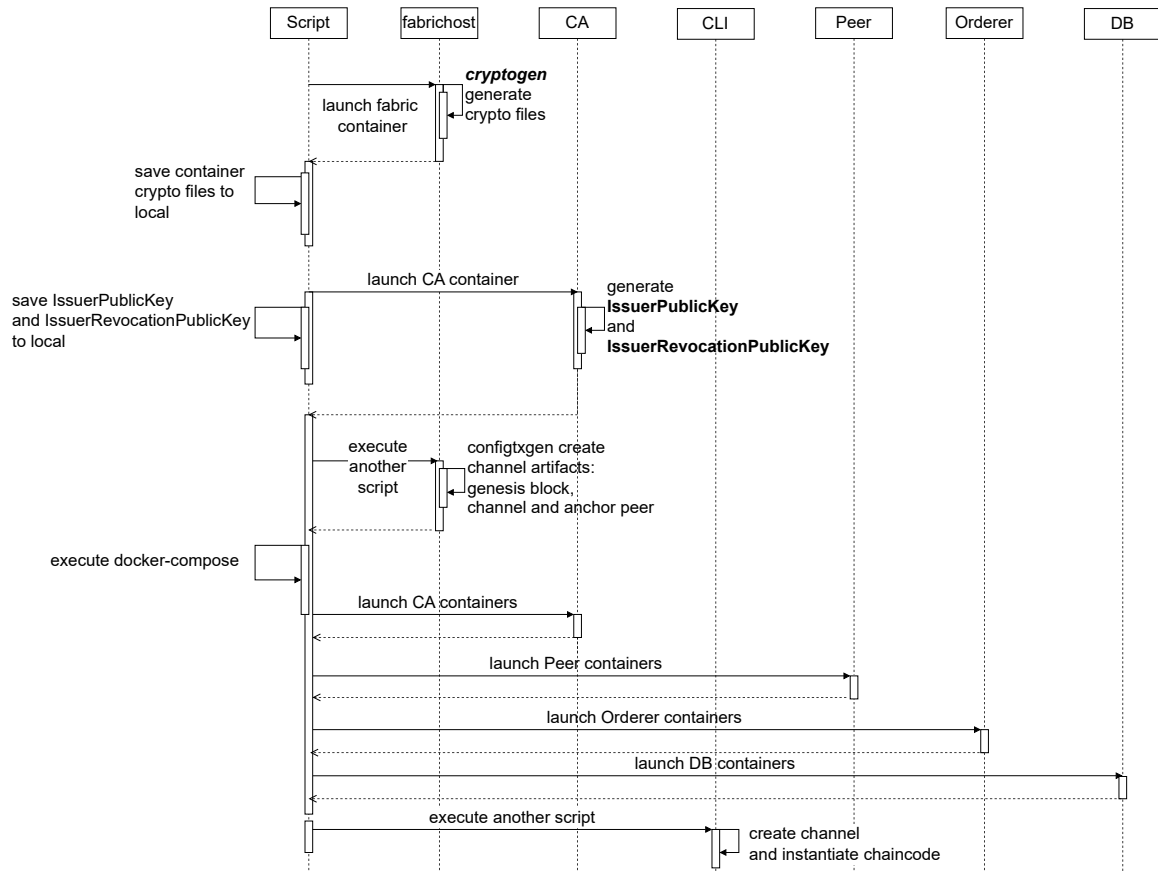 Script
fabrichost
CA
CLI
Peer
Orderer
DB
cryptogen
generate
crypto files
launch fabric
container
save container
crypto files to
local
launch CA container
generate
IssuerPublicKey
and
IssuerRevocationPublicKey
save IssuerPublicKey
and IssuerRevocationPublicKey
to local
execute
another
script
configtxgen create
channel artifacts:
genesis block,
channel and anchor peer
execute docker-compose
launch CA containers
launch Peer containers
launch Orderer containers
launch DB containers
execute another script
create channel
and instantiate chaincode